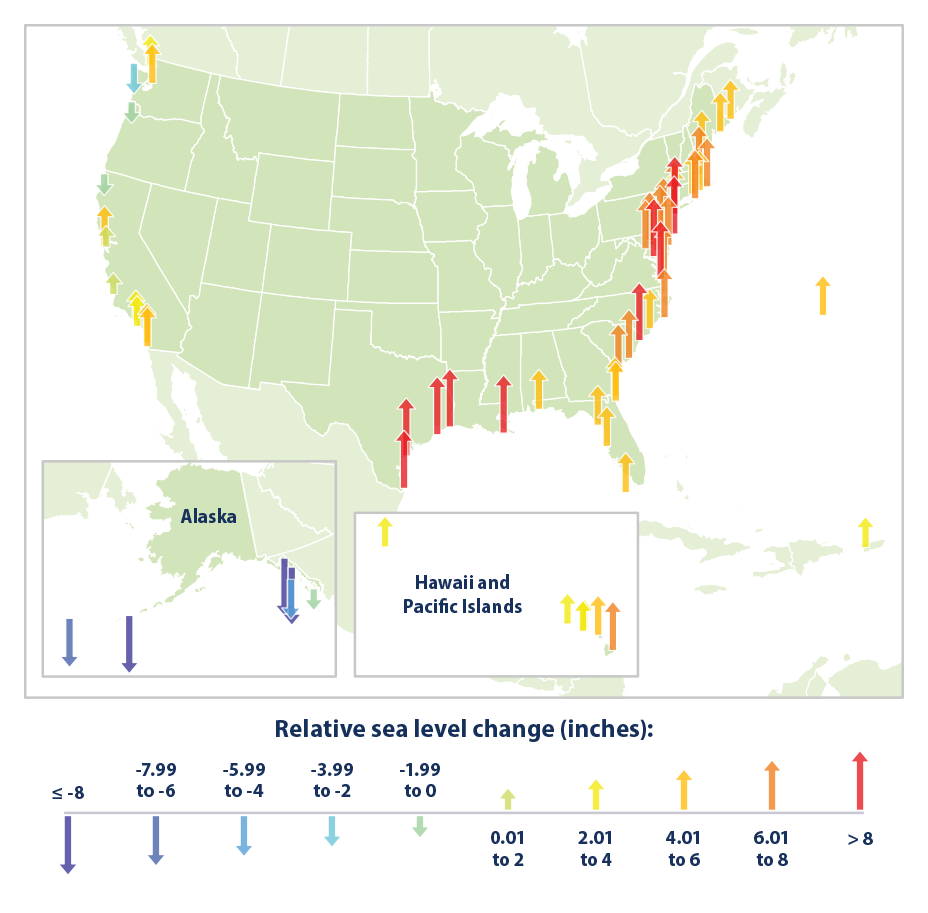 Alaska
Hawaii and
Pacific Islands
Relative sea level change (inches):
≤ -8
-7.99
to -6
-5.99
to -4
-3.99
to -2
-1.99
to 0
0.01
to 2
2.01
to 4
4.01
to 6
6.01
to 8
> 8